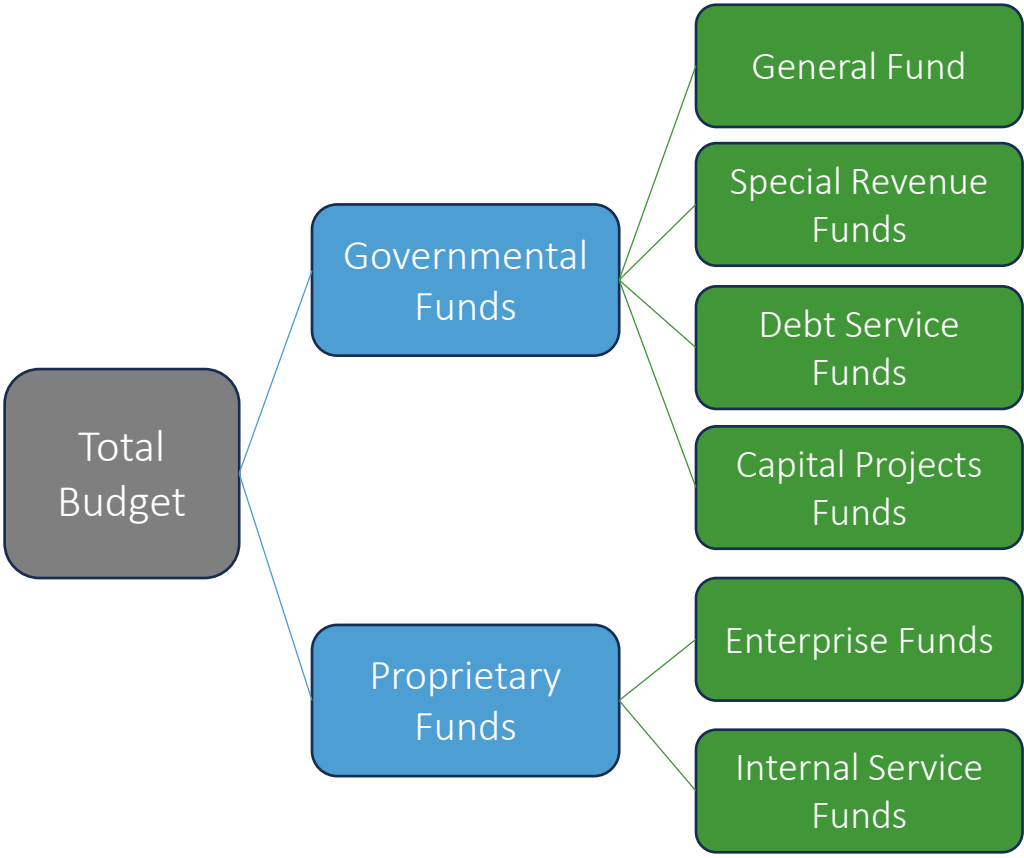 Total
Budget
Governmental
Funds
General Fund
Special Revenue
Funds
Debt Service
Funds
Capital Projects
Funds
Proprietary
Funds
Enterprise Funds
Internal Service
Funds